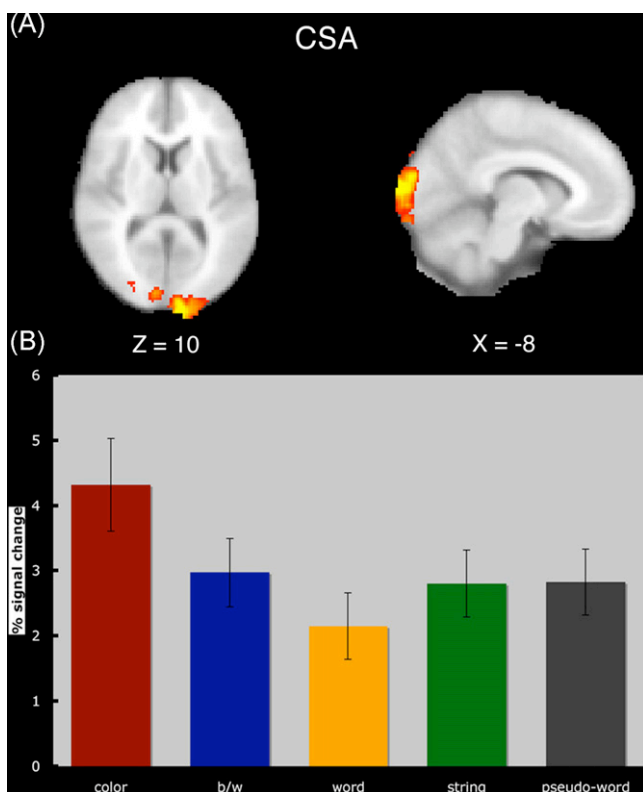 (A)
CSA
Z = 10
X = -8
(B)
6
5
4
3
2
1
0
% signal change
color
b/w
word
string
pseudo-word